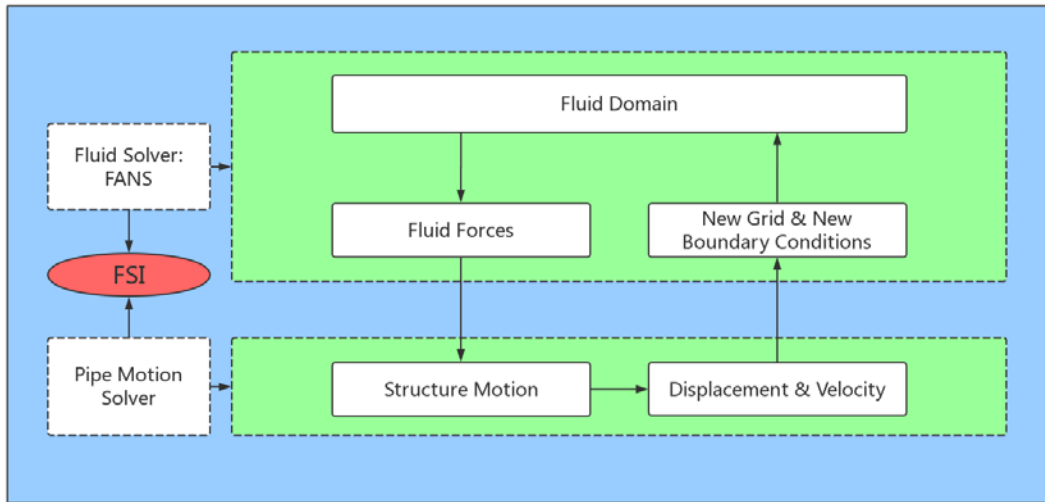 Fluid Domain
Fluid Solver:
FANS
Fluid Forces
New Grid & New
Boundary Conditions
FSI
Pipe Motion
Solver
Structure Motion
Displacement & Velocity